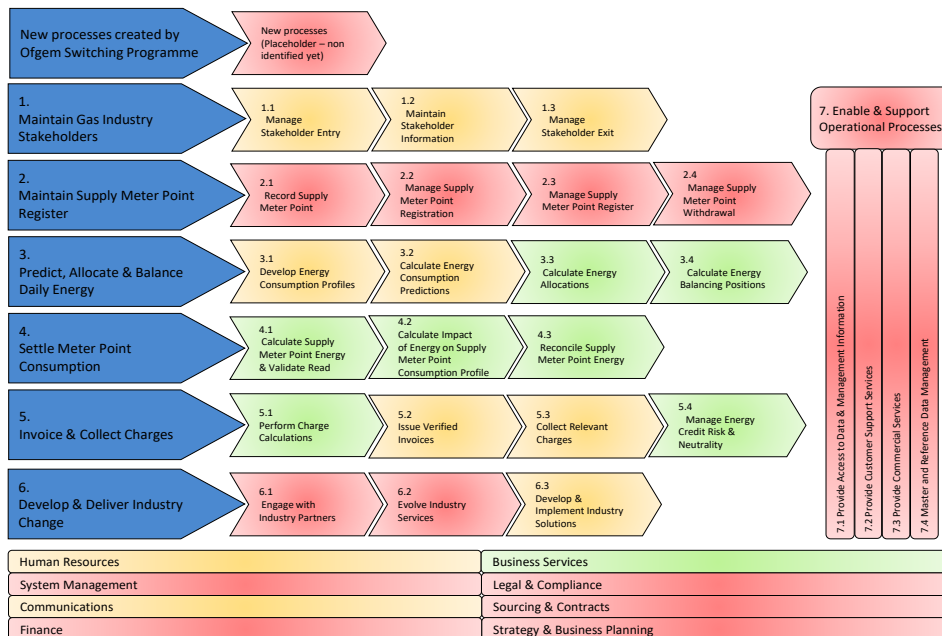 New processes created by
Ofgem Switching Programme
New processes
(Placeholder – non
identified yet)
1.
Maintain Gas Industry
Stakeholders
1.1
Manage
Stakeholder Entry
1.2
Maintain
Stakeholder
Information
1.3
Manage
Stakeholder Exit
7. Enable & Support
Operational Processes
2.
Maintain Supply Meter Point
Register
2.1
Record Supply
Meter Point
2.2
Manage Supply
Meter Point
Registration
2.3
Manage Supply
Meter Point Register
2.4
Manage Supply
Meter Point
Withdrawal
3.
Predict, Allocate & Balance
Daily Energy
3.1
Develop Energy
Consumption Profiles
3.2
Calculate Energy
Consumption
Predictions
3.3
Calculate Energy
Allocations
3.4
Calculate Energy
Balancing Positions
4.
Settle Meter Point
Consumption
4.1
Calculate Supply
Meter Point Energy
& Validate Read
4.2
Calculate Impact
of Energy on Supply
Meter Point
Consumption Profile
4.3
Reconcile Supply
Meter Point Energy
5.
Invoice & Collect Charges
5.1
Perform Charge
Calculations
5.2
Issue Verified
Invoices
5.3
Collect Relevant
Charges
5.4
Manage Energy
Credit Risk &
Neutrality
6.
Develop & Deliver Industry
Change
6.1
Engage with
Industry Partners
6.2
Evolve Industry
Services
6.3
Develop &
Implement Industry
Solutions
7.1 Provide Access to Data & Management Information
7.2 Provide Customer Support Services
7.3 Provide Commercial Services
7.4 Master and Reference Data Management
Human Resources
Business Services
System Management
Legal & Compliance
Communications
Sourcing & Contracts
Finance
Strategy & Business Planning